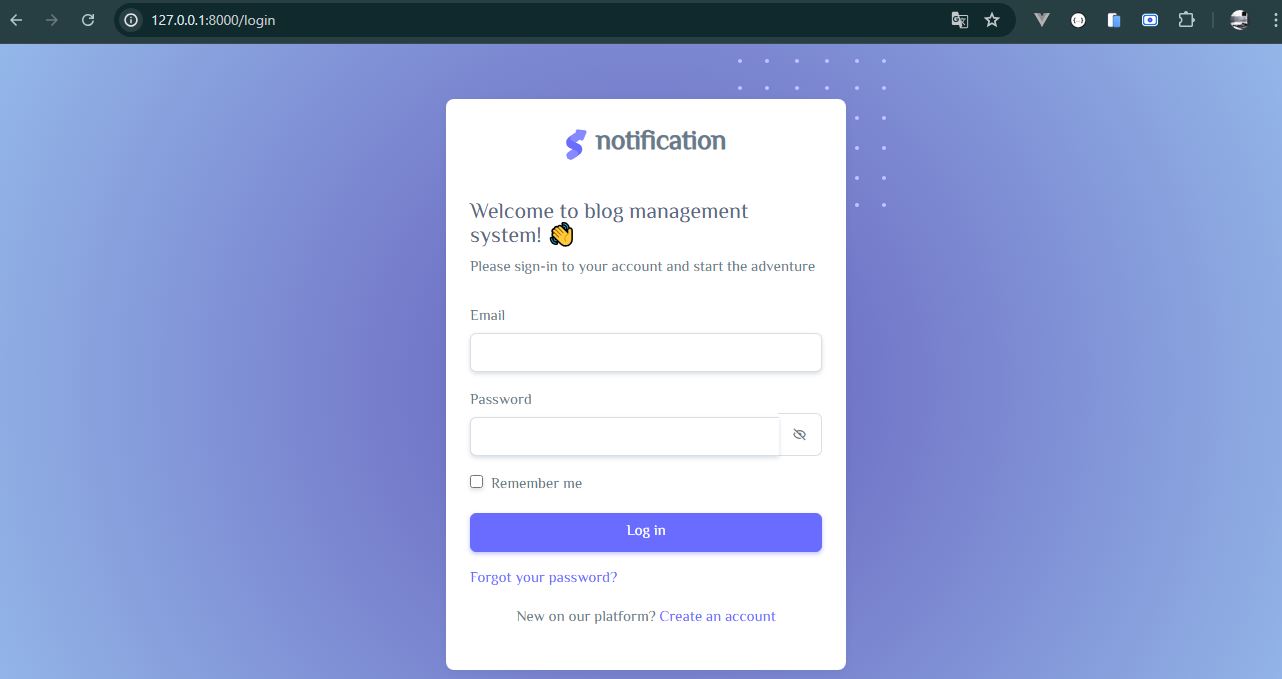 127.0.0.1:8000/login
notification
Welcome to blog management
system! 👋
Please sign-in to your account and start the adventure
Email
Password
Remember me
Log in
Forgot your password?
New on our platform? Create an account